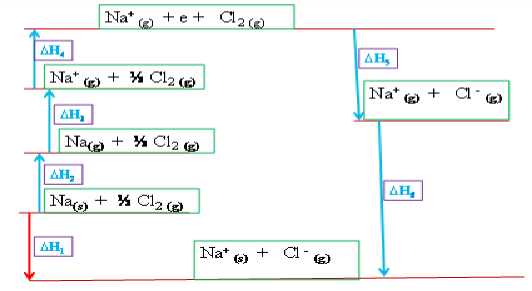 Na⁺ (g) + e + Cl₂ (g)
ΔH₄
ΔH₅
Na⁺ (g) + ½ Cl₂ (g)
Na⁺ (g) + Cl⁻ (g)
ΔH₃
Na(g) + ½ Cl₂ (g)
ΔH₂
ΔH₆
Na(s) + ½ Cl₂ (g)
ΔH₁
Na⁺ (s) + Cl⁻ (g)